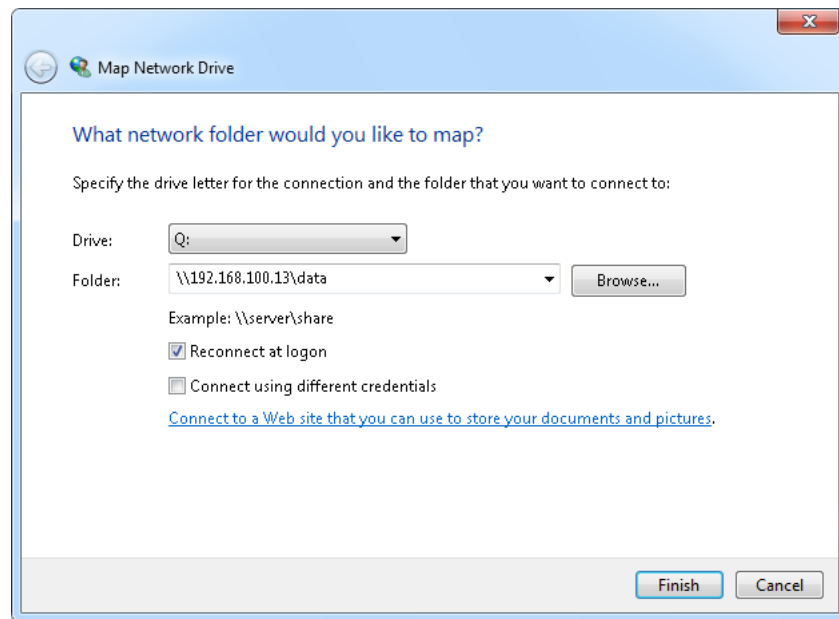 Map Network Drive
What network folder would you like to map?
Specify the drive letter for the connection and the folder that you want to connect to:
Drive: Q:
Folder: \\192.168.100.13\data Browse...
Example: \\server\share
Reconnect at logon
Connect using different credentials
Connect to a Web site that you can use to store your documents and pictures.
Finish Cancel